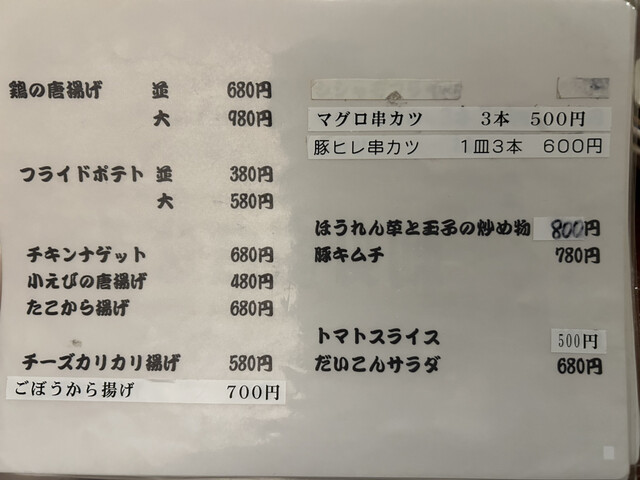 鶏の唐揚げ 並 680円
大 980円
フライドポテト 並 380円
大 580円
チキンナゲット 680円
小えびの唐揚げ 480円
たこから揚げ 680円
チーズカリカリ揚げ 580円
ごぼうから揚げ 700円
マグロ串カツ 3本 500円
豚ヒレ串カツ 1皿3本 600円
ほうれん草と玉子の炒め物 800円
豚キムチ 780円
トマトスライス 500円
だいこんサラダ 680円